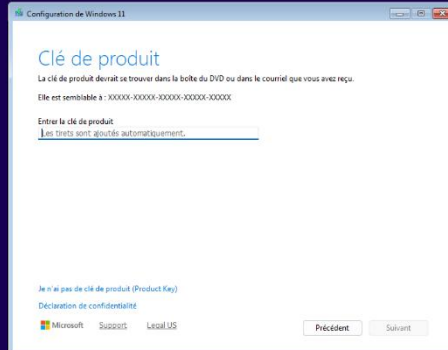 Configuration de Windows 11
Clé de produit
La clé de produit devrait se trouver dans la boîte du DVD ou dans le courriel que vous avez reçu.
Elle est semblable à : XXXXX-XXXXX-XXXXX-XXXXX-XXXXX
Entrer la clé de produit
Les tirets sont ajoutés automatiquement.
Je n'ai pas de clé de produit (Product Key)
Déclaration de confidentialité
Microsoft Support Legal US Précédent Suivant